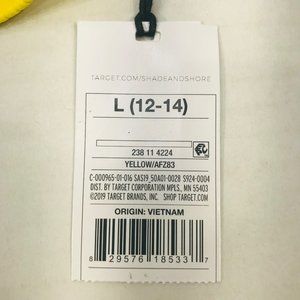 TARGET.COM/SHADEANDSHORE
L (12-14)
238 11 4224
YELLOW/AFZ83
C-000965-01-016 SAS19_50A01-0028 S924-0004
DIST. BY TARGET CORPORATION MPLS., MN 55403
©2019 TARGET BRANDS, INC. SHOP TARGET.COM
ORIGIN: VIETNAM
8 29576 18533 7